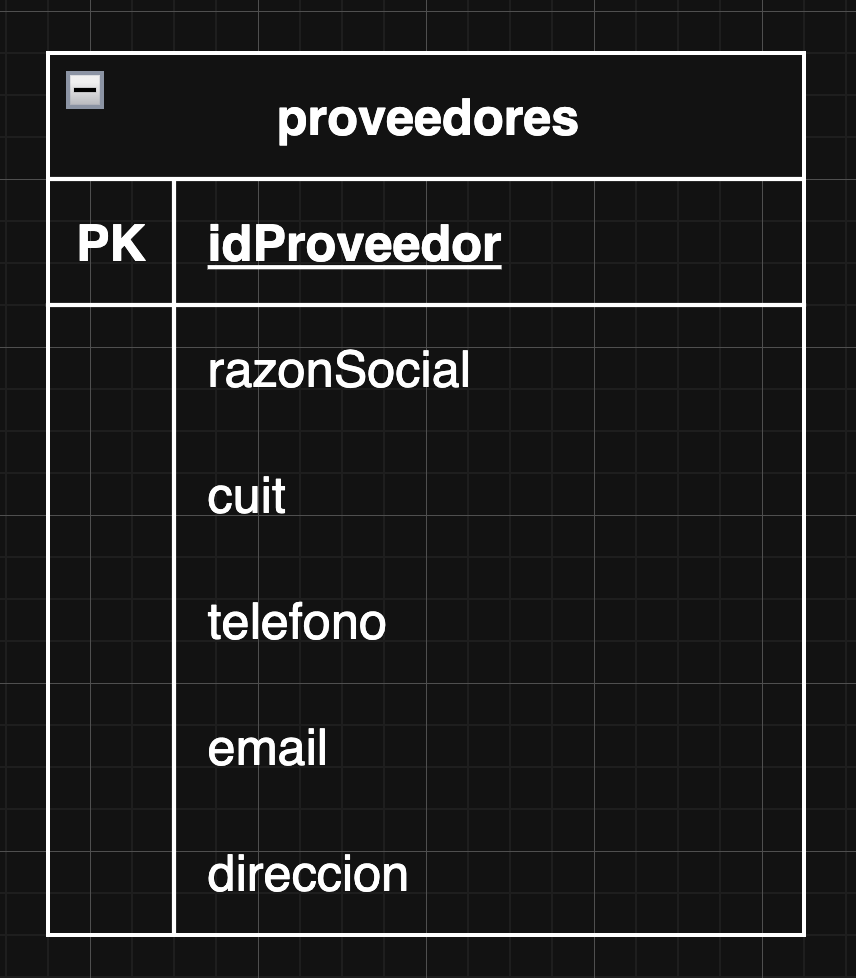 proveedores
PK idProveedor
razonSocial
cuit
telefono
email
direccion